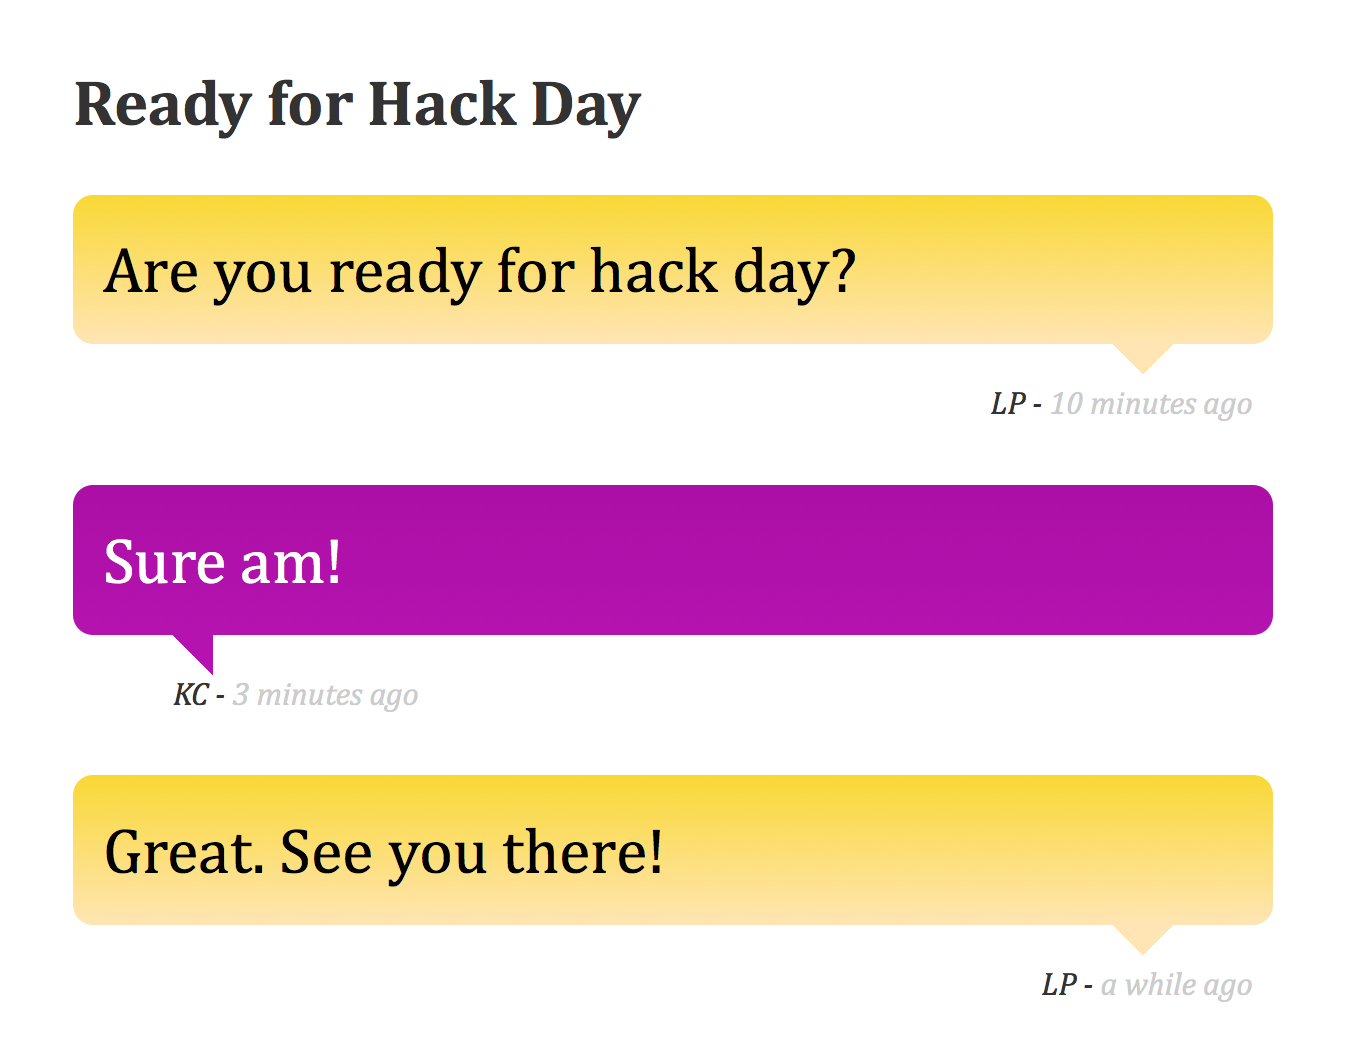 Ready for Hack Day
Are you ready for hack day?
LP - 10 minutes ago
Sure am!
KC - 3 minutes ago
Great. See you there!
LP - a while ago